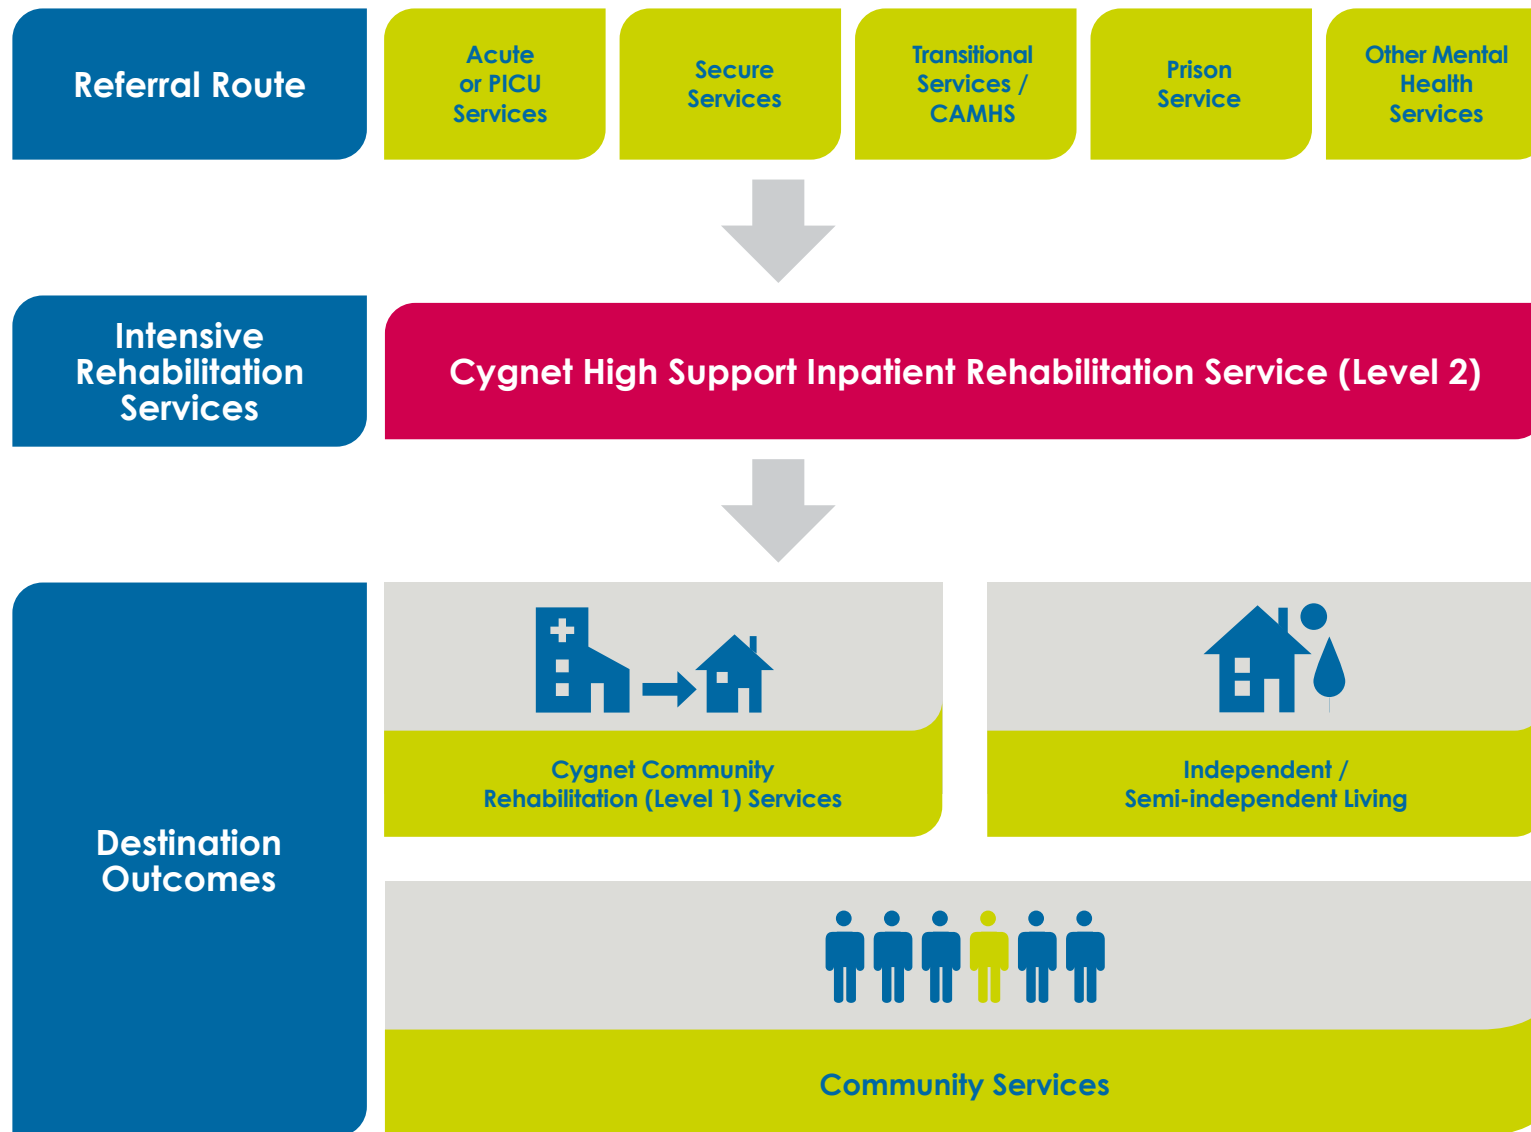 Referral Route
Acute
or PICU
Services
Secure
Services
Transitional
Services /
CAMHS
Prison
Service
Other Mental
Health
Services
Intensive
Rehabilitation
Services
Cygnet High Support Inpatient Rehabilitation Service (Level 2)
Destination
Outcomes
Cygnet Community
Rehabilitation (Level 1) Services
Independent /
Semi-independent Living
Community Services